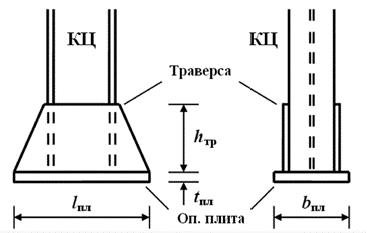 КЦ
КЦ
Траверса
hтр
tпл
lпл
Оп. плита
bпл